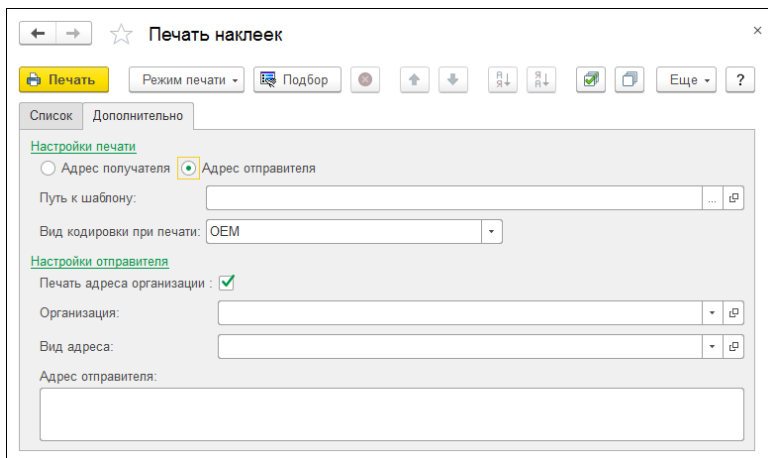 Печать наклеек
Печать Режим печати Подбор Еще ?
Список Дополнительно
Настройки печати
Адрес получателя Адрес отправителя
Путь к шаблону: ...
Вид кодировки при печати: OEM
Настройки отправителя
Печать адреса организации :
Организация:
Вид адреса:
Адрес отправителя: